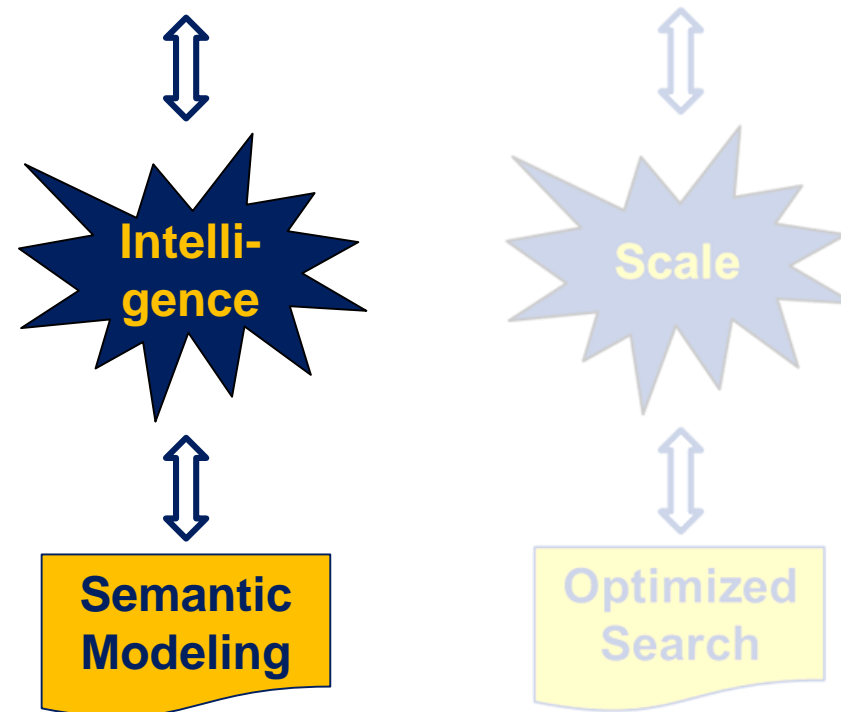 Intelli-
gence
Scale
Semantic
Modeling
Optimized
Search